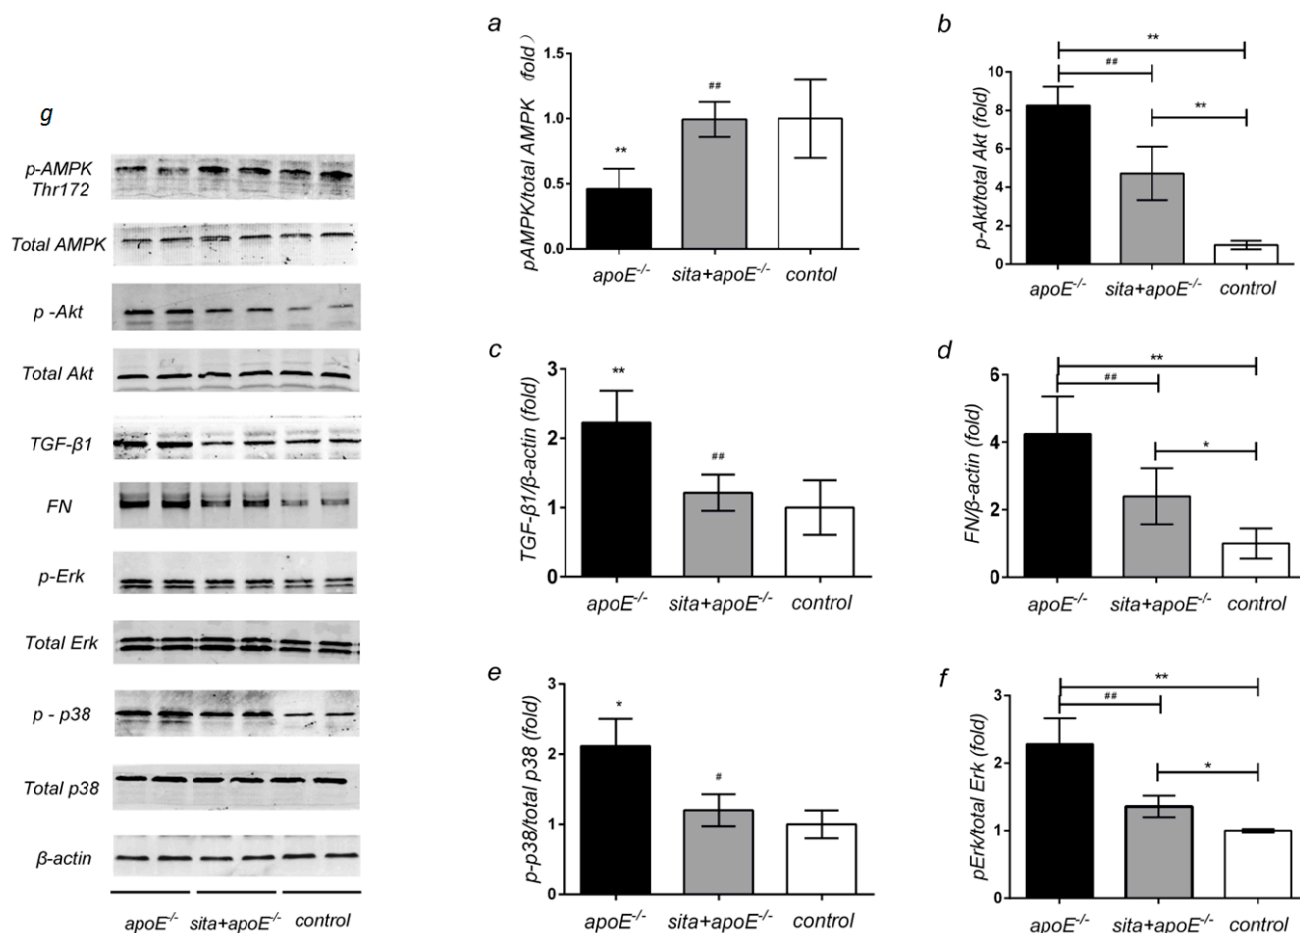 g
p-AMPK
Thr172
Total AMPK
p -Akt
Total Akt
TGF-β1
FN
p-Erk
Total Erk
p - p38
Total p38
β-actin
apoE-/- sita+apoE-/- control
a
pAMPK/total AMPK（fold）
1.5
1.0
0.5
0.0
**
##
apoE-/- sita+apoE-/- contol
b
p-Akt/total Akt (fold)
10
8
6
4
2
0
**
##
**
apoE-/- sita+apoE-/- control
c
TGF-β1/β-actin (fold)
3
2
1
0
**
##
apoE-/- sita+apoE-/- control
d
FN/β-actin (fold)
6
4
2
0
**
##
*
apoE-/- sita+apoE-/- control
e
p-p38/total p38 (fold)
3
2
1
0
*
#
apoE-/- sita+apoE-/- control
f
pErk/total Erk (fold)
3
2
1
0
**
##
*
apoE-/- sita+apoE-/- control